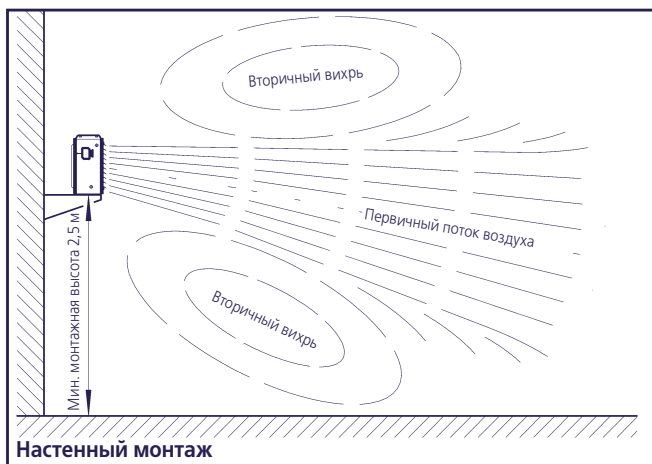 Вторичный вихрь
Первичный поток воздуха
Мин. монтажная высота 2,5 м
Вторичный вихрь
Настенный монтаж